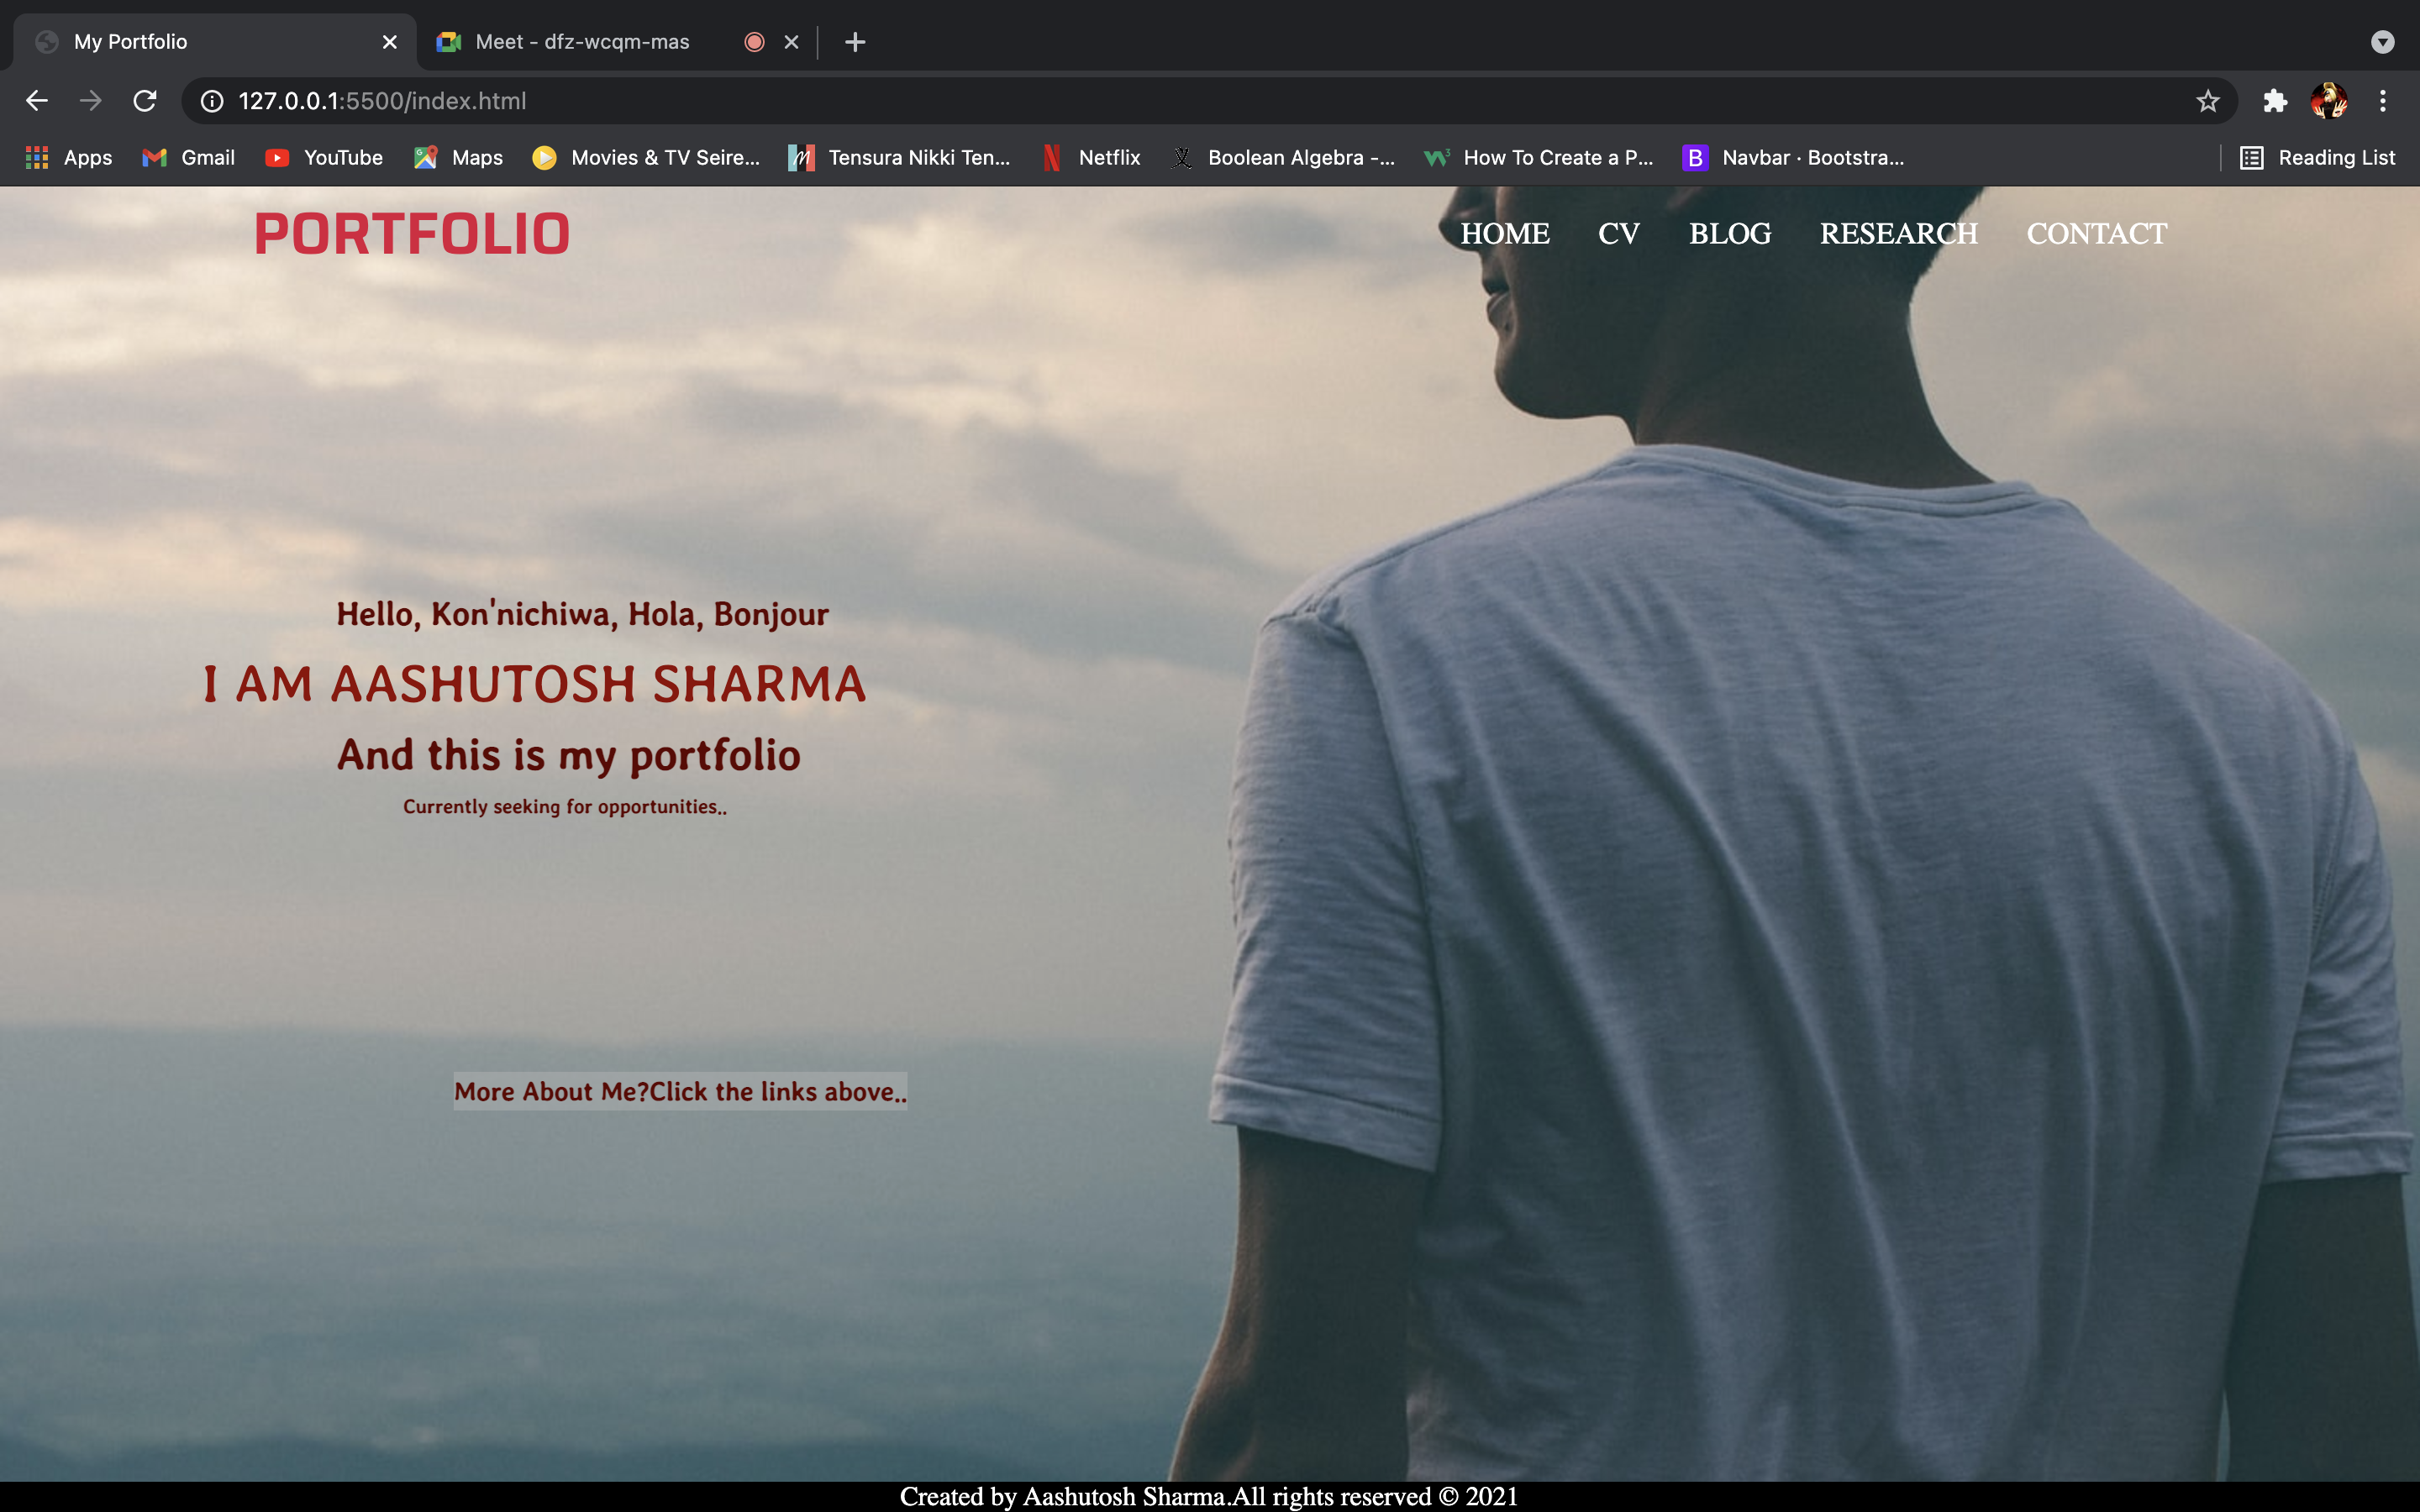 My Portfolio
Meet - dfz-wcqm-mas
127.0.0.1:5500/index.html
Apps Gmail YouTube Maps Movies & TV Seire... Tensura Nikki Ten... Netflix Boolean Algebra -... How To Create a P... Navbar · Bootstra... Reading List
PORTFOLIO
HOME CV BLOG RESEARCH CONTACT
Hello, Kon'nichiwa, Hola, Bonjour
I AM AASHUTOSH SHARMA
And this is my portfolio
Currently seeking for opportunities..
More About Me?Click the links above..
Created by Aashutosh Sharma.All rights reserved © 2021